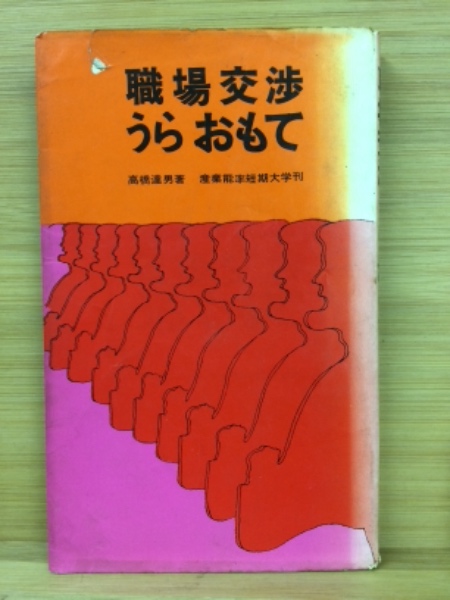 職場交渉
うらおもて
高橋達男著 産業能率短期大学刊